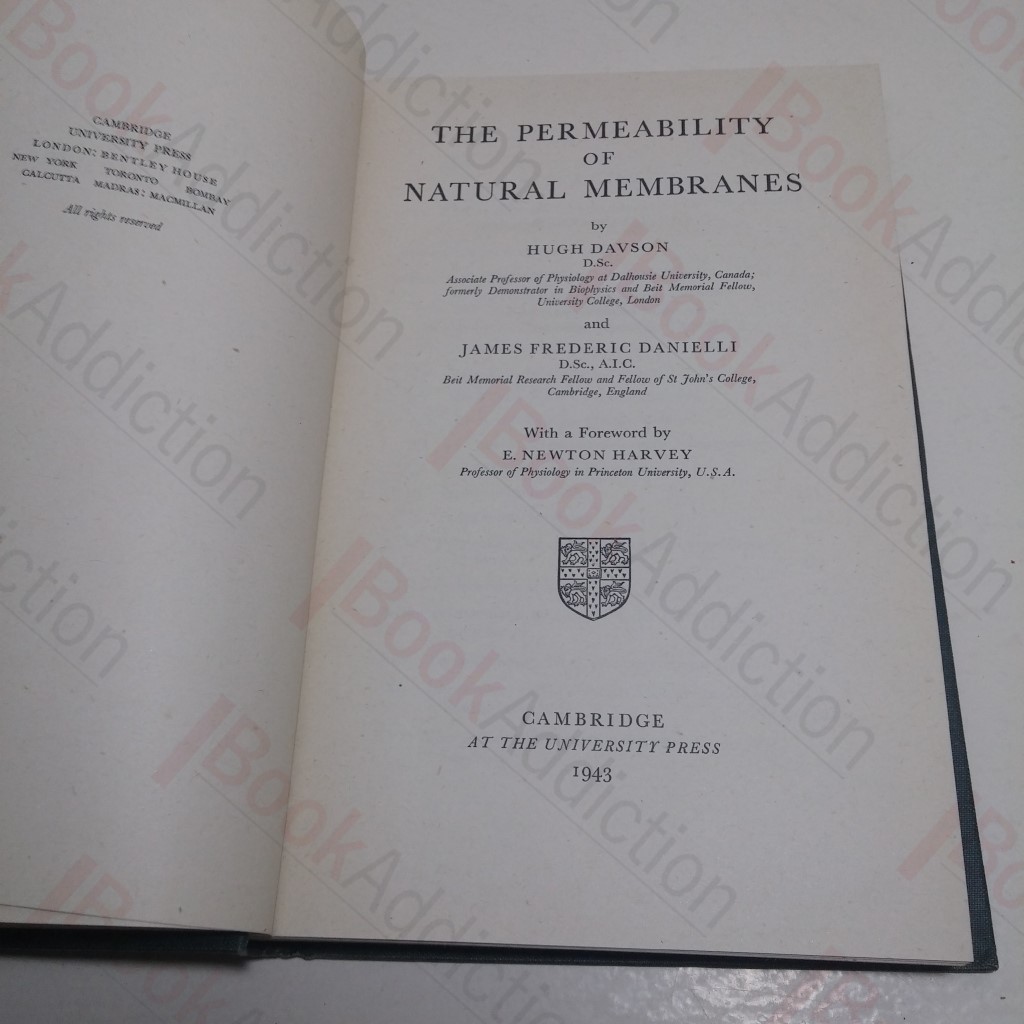 CAMBRIDGE
UNIVERSITY PRESS
LONDON: BENTLEY HOUSE
NEW YORK TORONTO BOMBAY
CALCUTTA MADRAS: MACMILLAN
All rights reserved
THE PERMEABILITY
OF
NATURAL MEMBRANES
by
HUGH DAVSON
D.Sc.
Associate Professor of Physiology at Dalhousie University, Canada;
formerly Demonstrator in Biophysics and Beit Memorial Fellow,
University College, London
and
JAMES FREDERIC DANIELLI
D.Sc., A.I.C.
Beit Memorial Research Fellow and Fellow of St John's College,
Cambridge, England
With a Foreword by
E. NEWTON HARVEY
Professor of Physiology in Princeton University, U.S.A.
CAMBRIDGE
AT THE UNIVERSITY PRESS
1943
BookAddiction